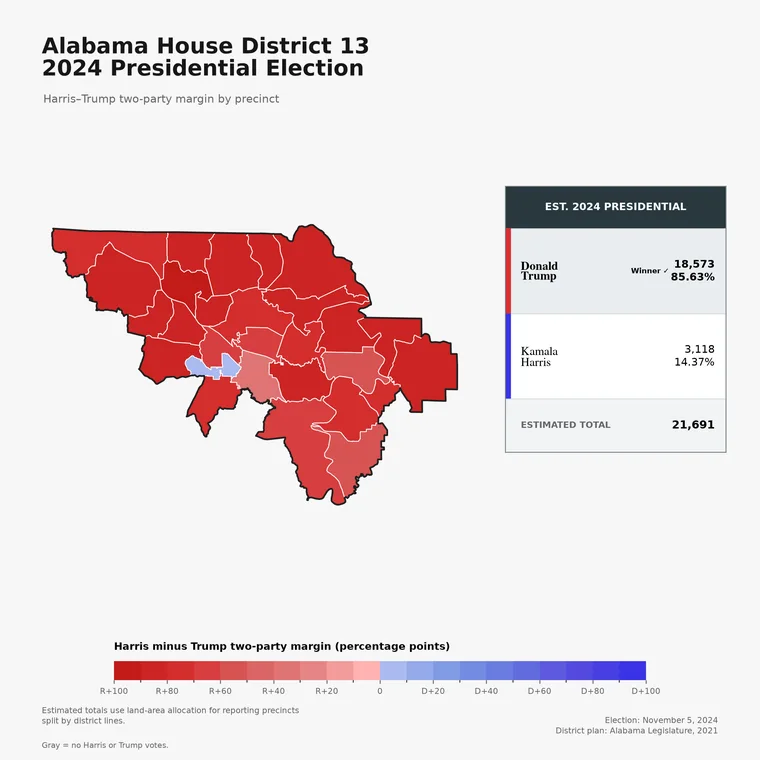 Alabama House District 13
2024 Presidential Election
Harris–Trump two-party margin by precinct
EST. 2024 PRESIDENTIAL
Donald
Trump
Winner ✓
18,573
85.63%
Kamala
Harris
3,118
14.37%
ESTIMATED TOTAL
21,691
Harris minus Trump two-party margin (percentage points)
R+100 R+80 R+60 R+40 R+20 0 D+20 D+40 D+60 D+80 D+100
Estimated totals use land-area allocation for reporting precincts
split by district lines.
Gray = no Harris or Trump votes.
Election: November 5, 2024
District plan: Alabama Legislature, 2021